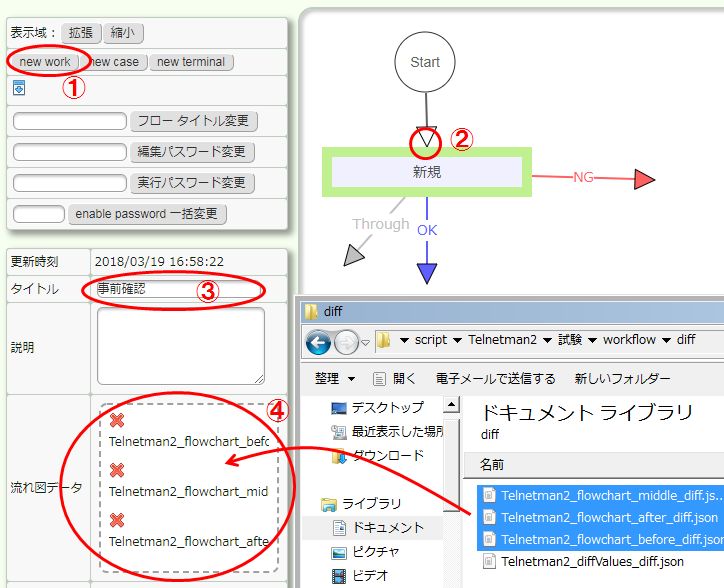 表示域： 拡張 縮小
new work new case new terminal
①
フロー タイトル変更
編集パスワード変更
実行パスワード変更
enable password 一括変更
更新時刻 2018/03/19 16:58:22
タイトル 事前確認 ③
説明
流れ図データ
④
Telnetman2_flowchart_befo
Telnetman2_flowchart_mid
Telnetman2_flowchart_afte
Start
②
新規
NG
Through
OK
diff
script Telnetman2 試験 workflow diff
整理 開く 電子メールで送信する 新しいフォルダー
デスクトップ
最近表示した場所
ダウンロード
ライブラリ
ドキュメント
ピクチャ
ビデオ
ドキュメント ライブラリ
diff
名前
Telnetman2_flowchart_middle_diff.js...
Telnetman2_flowchart_after_diff.json
Telnetman2_flowchart_before_diff.json
Telnetman2_diffValues_diff.json